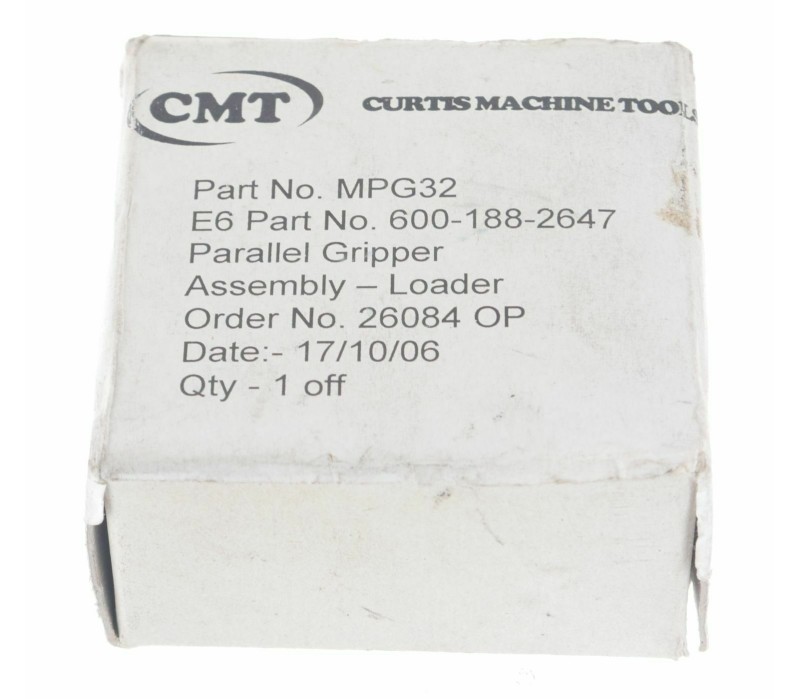 CMT CURTIS MACHINE TOOLS
Part No. MPG32
E6 Part No. 600-188-2647
Parallel Gripper
Assembly – Loader
Order No. 26084 OP
Date:- 17/10/06
Qty - 1 off